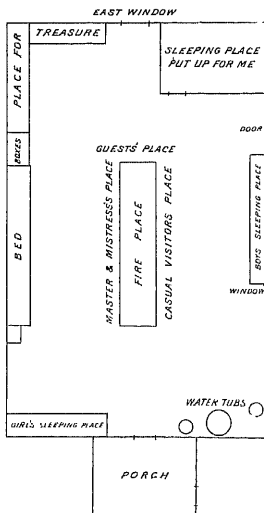 EAST WINDOW
PLACE FOR
TREASURE
SLEEPING PLACE
PUT UP FOR ME
DOOR
BOXES
GUESTS' PLACE
BED
MASTER & MISTRESS'S PLACE
FIRE PLACE
CASUAL VISITORS PLACE
BOYS SLEEPING PLACE
WINDOW
WATER TUBS
GIRL'S SLEEPING PLACE
PORCH